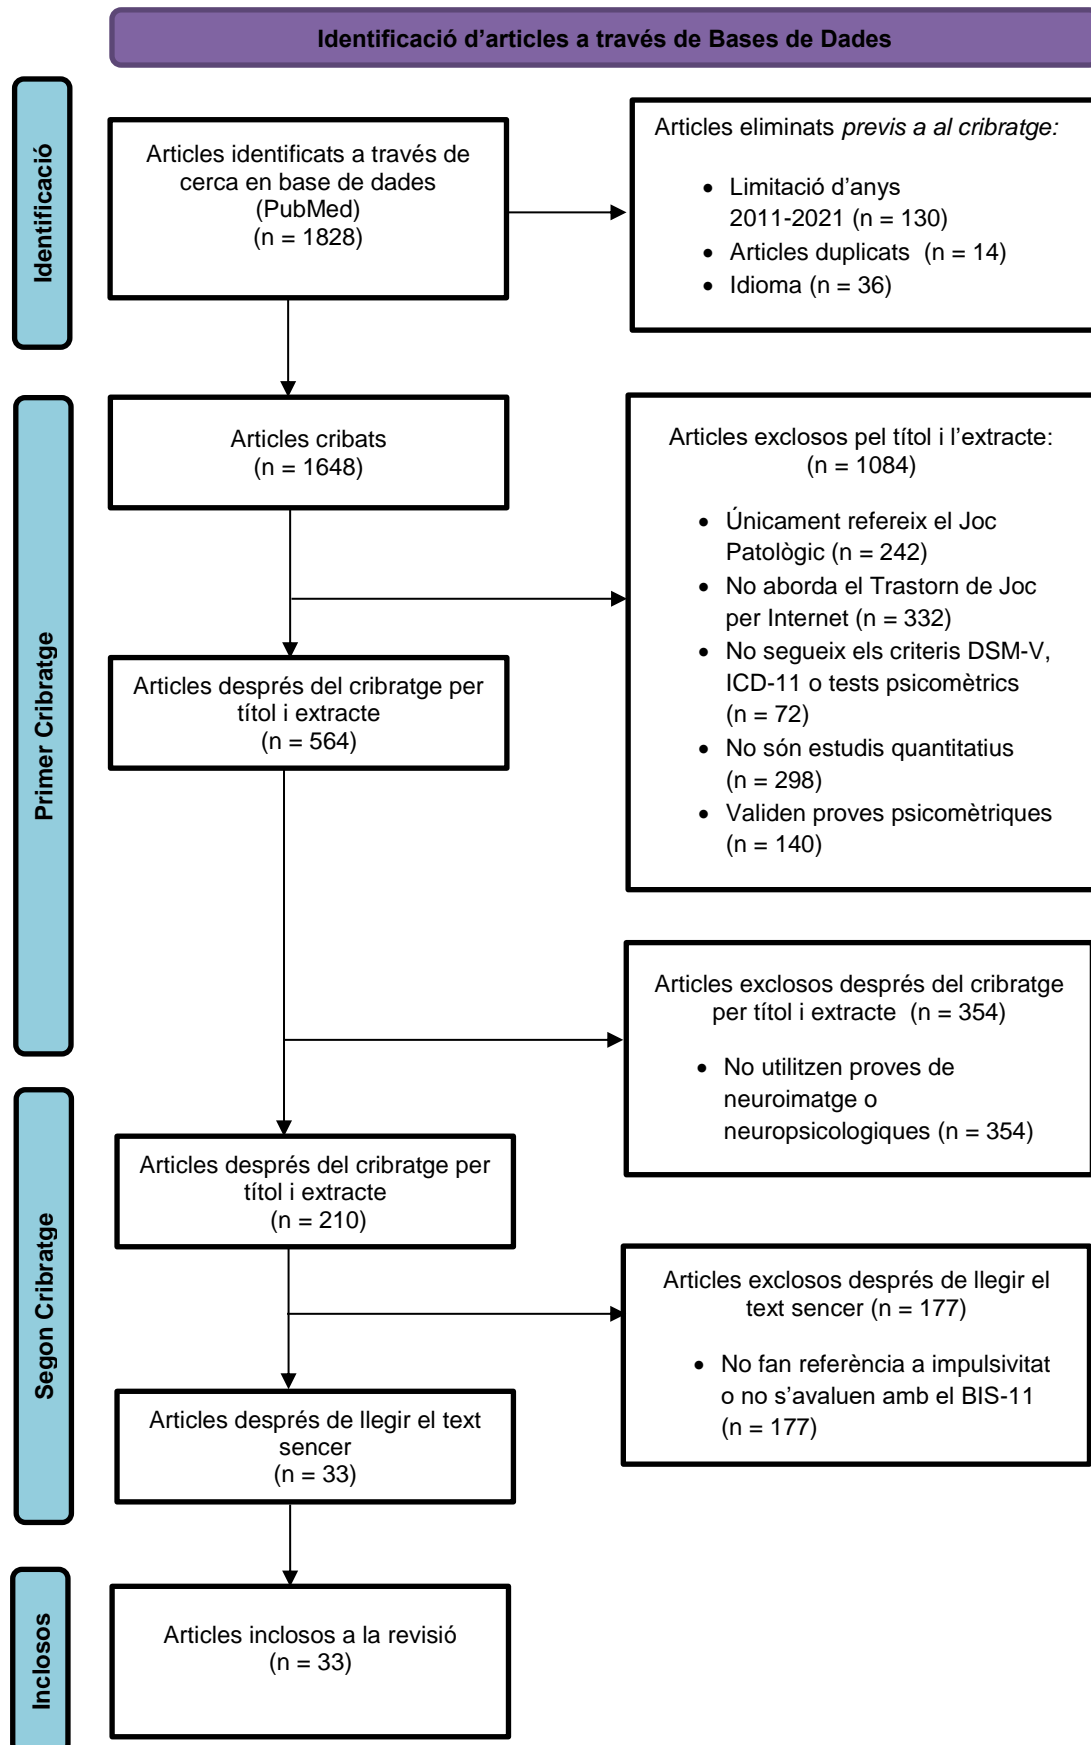 Identificació d'articles a través de Bases de Dades
Identificació
Articles identificats a través de
cerca en base de dades
(PubMed)
(n = 1828)
Articles eliminats previs a al cribratge:
• Limitació d'anys
2011-2021 (n = 130)
• Articles duplicats (n = 14)
• Idioma (n = 36)
Primer Cribratge
Articles cribats
(n = 1648)
Articles exclosos pel títol i l'extracte:
(n = 1084)
• Únicament refereix el Joc
Patològic (n = 242)
• No aborda el Trastorn de Joc
per Internet (n = 332)
• No segueix els criteris DSM-V,
ICD-11 o tests psicomètrics
(n = 72)
• No són estudis quantitatius
(n = 298)
• Validen proves psicomètriques
(n = 140)
Articles després del cribratge per
títol i extracte
(n = 564)
Articles exclosos després del cribratge
per títol i extracte (n = 354)
• No utilitzen proves de
neuroimatge o
neuropsicologiques (n = 354)
Segon Cribratge
Articles després del cribratge per
títol i extracte
(n = 210)
Articles exclosos després de llegir el
text sencer (n = 177)
• No fan referència a impulsivitat
o no s'avaluen amb el BIS-11
(n = 177)
Articles després de llegir el text
sencer
(n = 33)
Inclosos
Articles inclosos a la revisió
(n = 33)